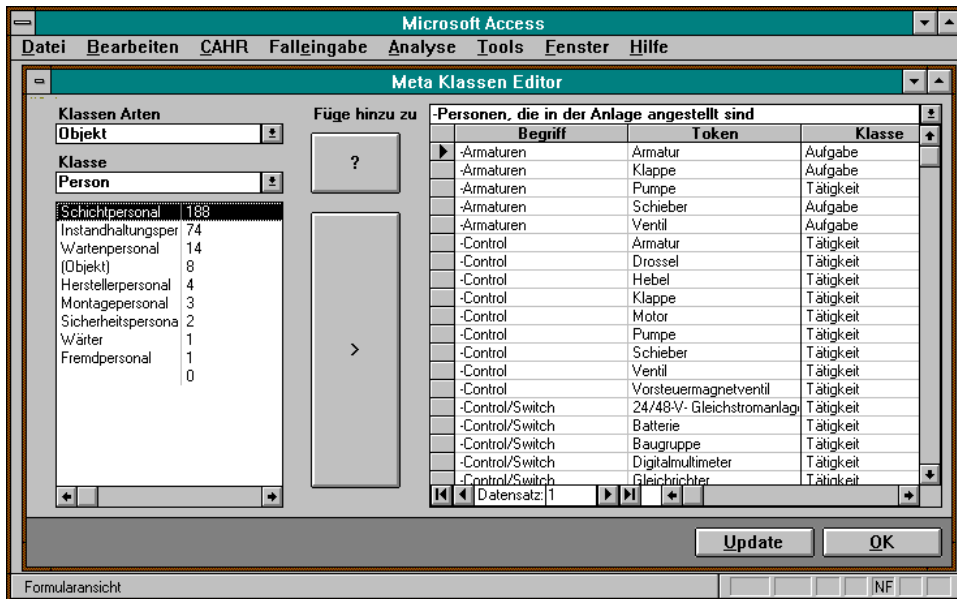 Microsoft Access
Datei Bearbeiten CAHR Falleingabe Analyse Tools Fenster Hilfe
Meta Klassen Editor
Klassen Arten
Objekt
Klasse
Person
Schichtpersonal 188
Instandhaltungsper 74
Wartenpersonal 14
(Objekt) 8
Herstellerpersonal 4
Montagepersonal 3
Sicherheitspersona 2
Wärter 1
Fremdpersonal 1
0
Füge hinzu zu
?
>
-Personen, die in der Anlage angestellt sind
Begriff Token Klasse
-Armaturen Armatur Aufgabe
-Armaturen Klappe Aufgabe
-Armaturen Pumpe Tätigkeit
-Armaturen Schieber Aufgabe
-Armaturen Ventil Aufgabe
-Control Armatur Tätigkeit
-Control Drossel Tätigkeit
-Control Hebel Tätigkeit
-Control Klappe Tätigkeit
-Control Motor Tätigkeit
-Control Pumpe Tätigkeit
-Control Schieber Tätigkeit
-Control Ventil Tätigkeit
-Control Vorsteuermagnetventil Tätigkeit
-Control/Switch 24/48-V- Gleichstromanlag Tätigkeit
-Control/Switch Batterie Tätigkeit
-Control/Switch Baugruppe Tätigkeit
-Control/Switch Digitalmultimeter Tätigkeit
-Control/Switch Gleichrichter Tätigkeit
Datensatz: 1
Update OK
Formularansicht NF